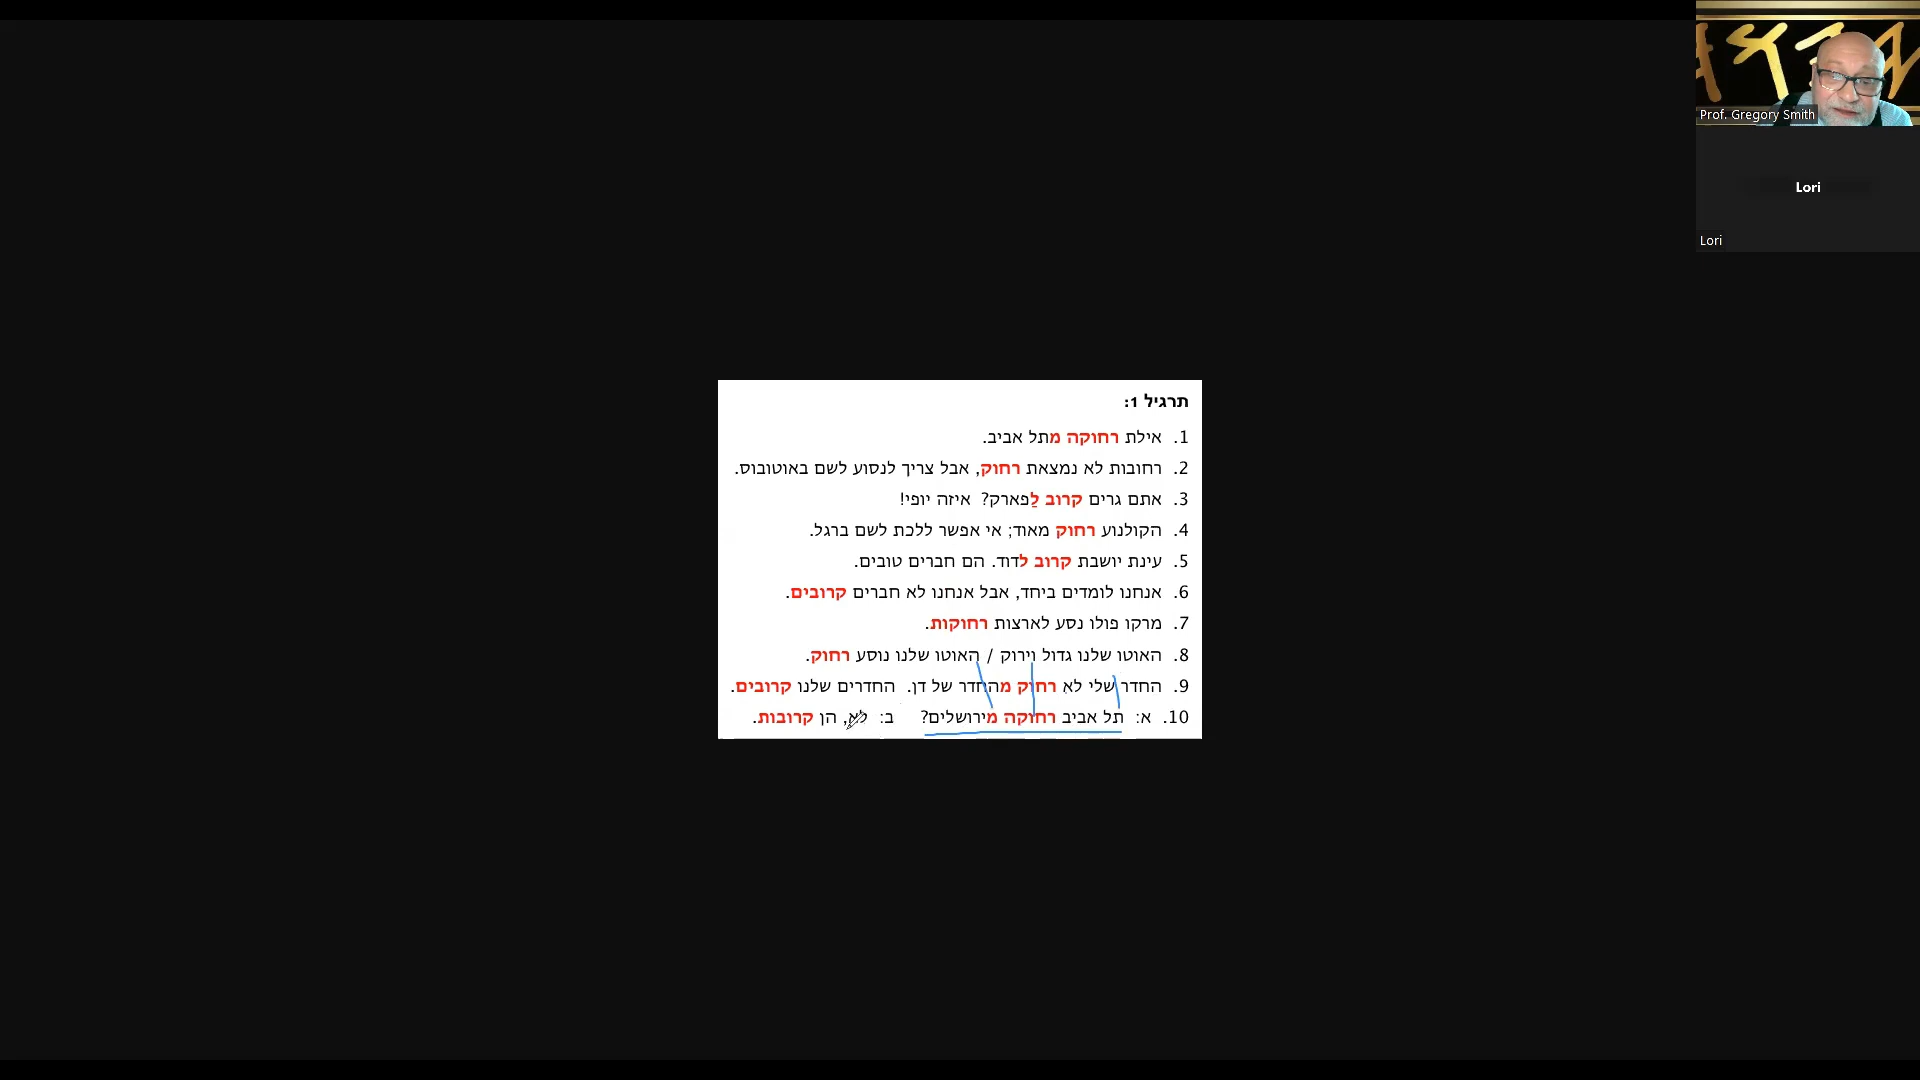 Prof. Gregory Smith
Lori
Lori
תרגיל 1:
1. אילת רחוקה מתל אביב.
2. רחובות לא נמצאת רחוק, אבל צריך לנסוע לשם באוטובוס.
3. אתם גרים קרוב לַפארק? איזה יופי!
4. הקולנוע רחוק מאוד; אי אפשר ללכת לשם ברגל.
5. עינת יושבת קרוב לדוד. הם חברים טובים.
6. אנחנו לומדים ביחד, אבל אנחנו לא חברים קרובים.
7. מרקו פולו נסע לארצות רחוקות.
8. האוטו שלנו גדול וירוק / האוטו שלנו נוסע רחוק.
9. החדר שלי לא רחוק מהחדר של דן. החדרים שלנו קרובים.
10. א: תל אביב רחוקה מירושלים? ב: לא, הן קרובות.